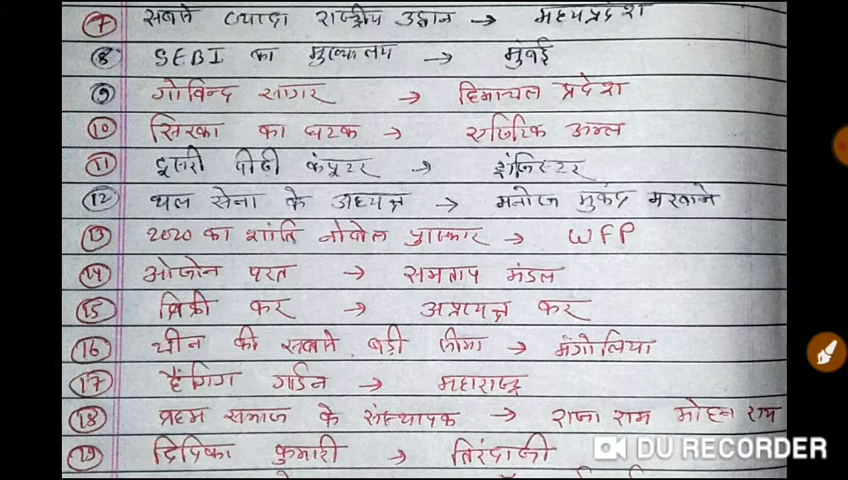 7 सबसे ज्यादा राष्ट्रीय उद्यान → मध्यप्रदेश
8 SEBI का मुख्यालय → मुंबई
9 गोविन्द सागर → हिमाचल प्रदेश
10 सिरका का घटक → एसिटिक अम्ल
11 दूसरी पीढी कंप्यूटर → ट्रांजिस्टर
12 थल सेना के अध्यक्ष → मनोज मुकुंद नरवाने
13 2020 का शांति नोबेल पुरस्कार → WFP
14 ओजोन परत → समताप मंडल
15 बिक्री कर → अप्रत्यक्ष कर
16 चीन की सबसे बड़ी सीमा → मंगोलिया
17 हैंगिग गार्डन → महाराष्ट्र
18 ब्रह्म समाज के संस्थापक → राजा राम मोहन राय
19 दिपिका कुमारी → तिरंदाजी
DU RECORDER